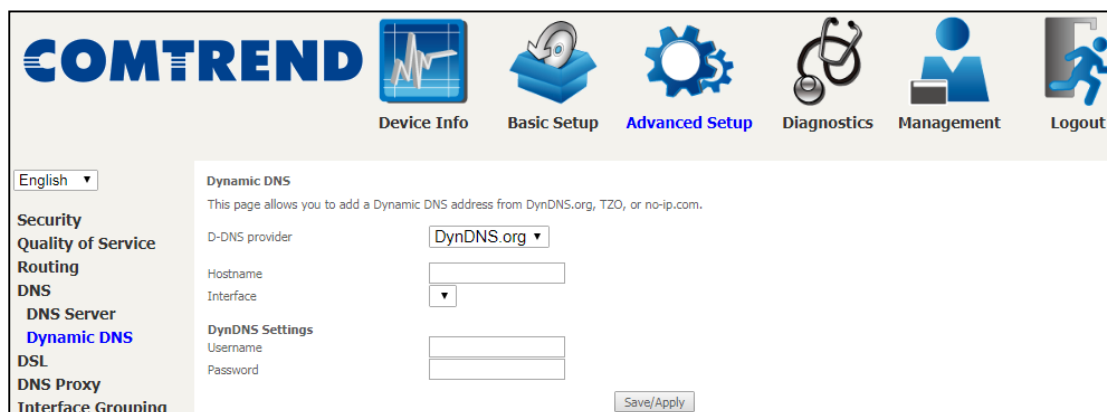 COMTREND
Device Info
Basic Setup
Advanced Setup
Diagnostics
Management
Logout
English
Security
Quality of Service
Routing
DNS
DNS Server
Dynamic DNS
DSL
DNS Proxy
Interface Grouping
Dynamic DNS
This page allows you to add a Dynamic DNS address from DynDNS.org, TZO, or no-ip.com.
D-DNS provider
DynDNS.org
Hostname
Interface
DynDNS Settings
Username
Password
Save/Apply